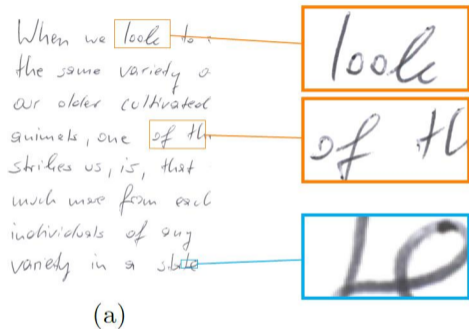 When we look to
the same variety o
our older cultivated
animals, one of th
strikes us, is, that
much more from each
individuals of any
variety in a state
look
of th
(a)